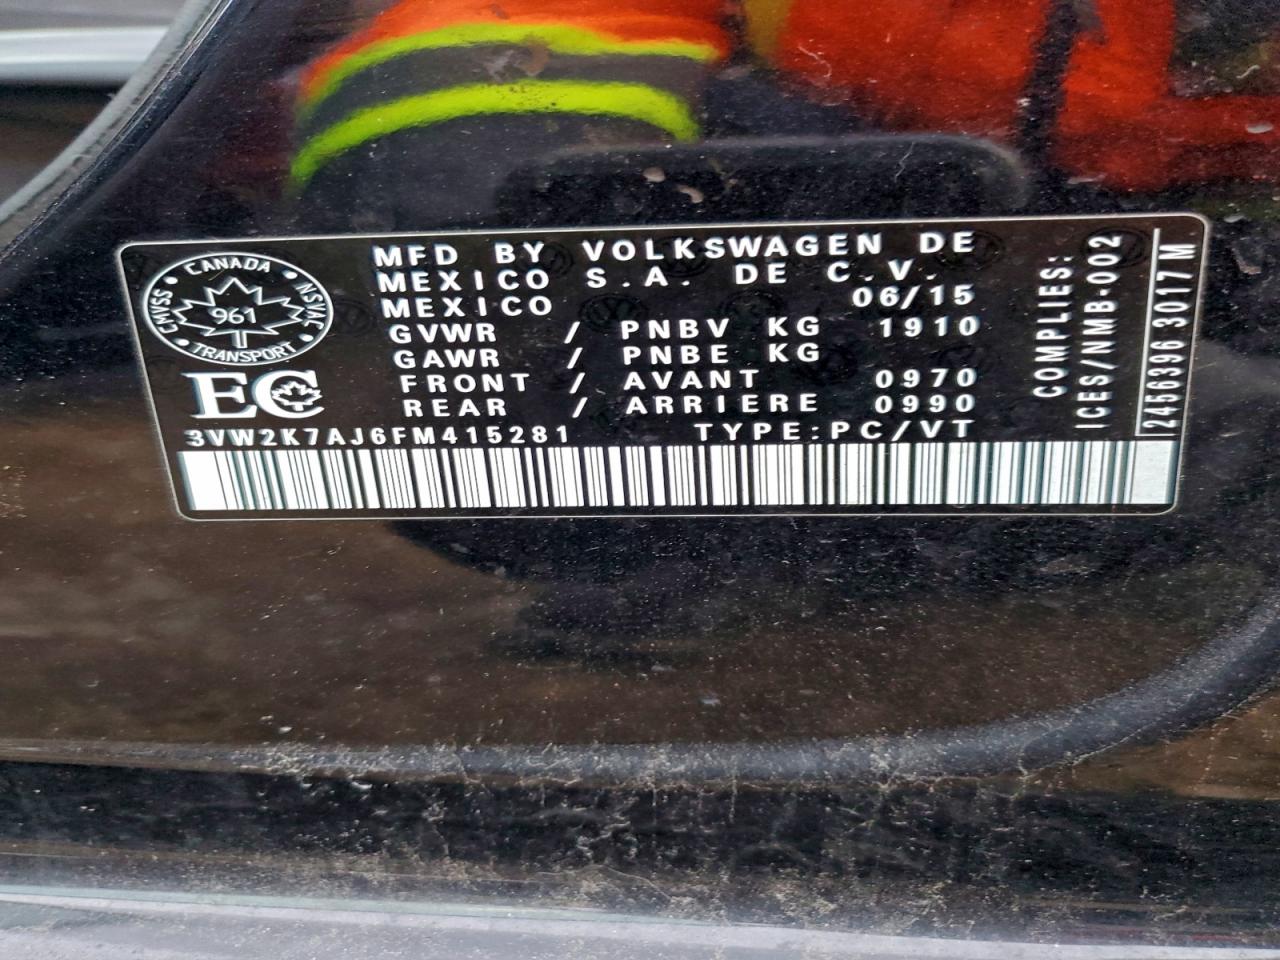 CANADA
CMVSS
NSVAC
961
TRANSPORT
EC
MFD BY VOLKSWAGEN DE
MEXICO S.A. DE C.V.
MEXICO 06/15
GVWR / PNBV KG 1910
GAWR / PNBE KG
FRONT / AVANT 0970
REAR / ARRIERE 0990
3VW2K7AJ6FM415281 TYPE:PC/VT
COMPLIES:
ICES/NMB-002
2456396 3017 M